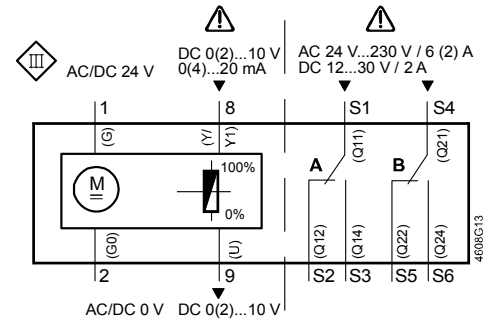 DC 0(2)...10 V
0(4)...20 mA
AC 24 V...230 V / 6 (2) A
DC 12...30 V / 2 A
III
AC/DC 24 V
1
8
S1
S4
(G)
(Y/
Y1)
(Q11)
(Q21)
A
B
M
100%
0%
(G0)
(U)
(Q12)
(Q14)
(Q22)
(Q24)
2
9
S2
S3
S5
S6
AC/DC 0 V
DC 0(2)...10 V
4608G13